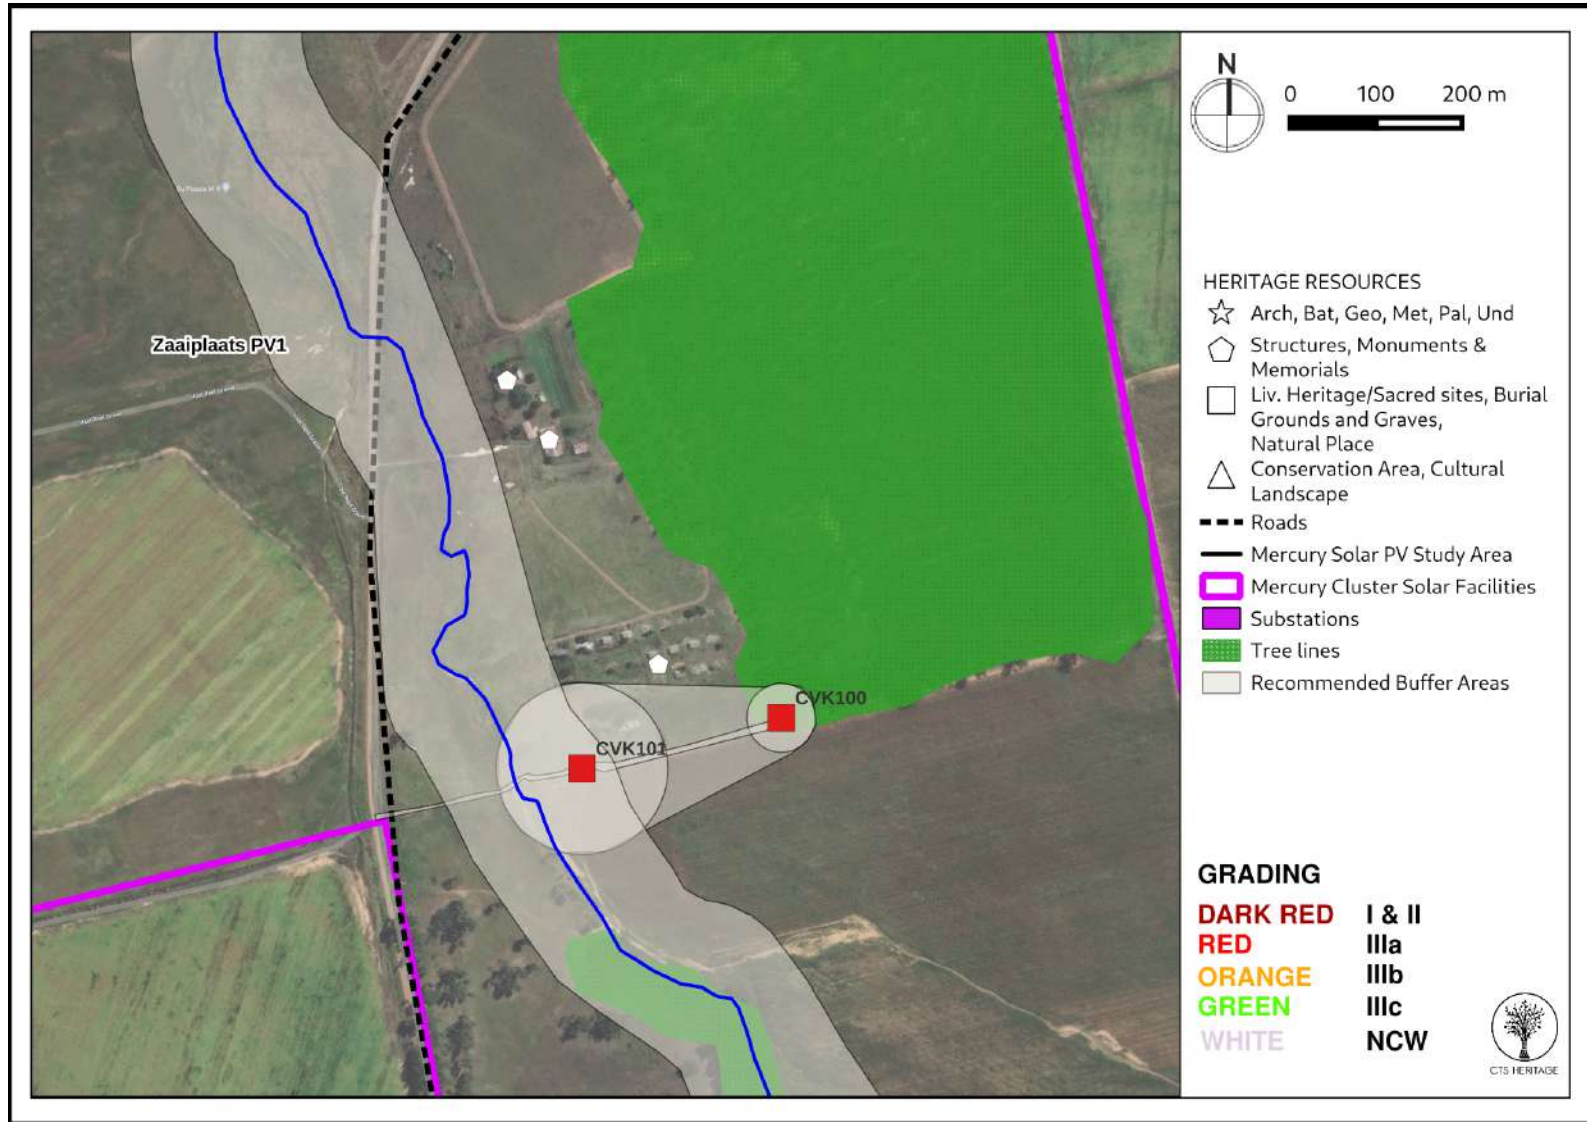 N
0 100 200 m
Zaaiplaats PV1
CVK100
CVK101
HERITAGE RESOURCES
Arch, Bat, Geo, Met, Pal, Und
Structures, Monuments &
Memorials
Liv. Heritage/Sacred sites, Burial
Grounds and Graves,
Natural Place
Conservation Area, Cultural
Landscape
Roads
Mercury Solar PV Study Area
Mercury Cluster Solar Facilities
Substations
Tree lines
Recommended Buffer Areas
GRADING
DARK RED I & II
RED IIIa
ORANGE IIIb
GREEN IIIc
WHITE NCW
CTS HERITAGE